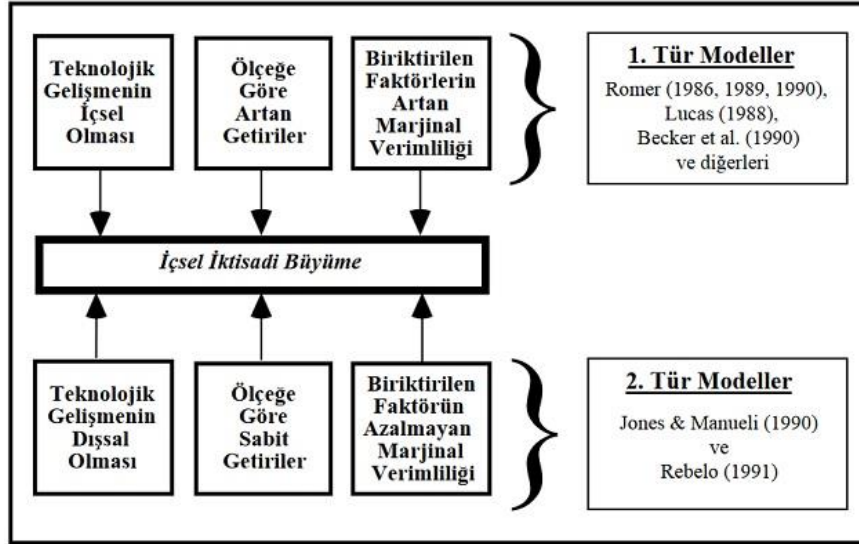 Teknolojik
Gelişmenin
İçsel
Olması
Ölçeğe
Göre
Artan
Getiriler
Biriktirilen
Faktörlerin
Artan
Marjinal
Verimliliği
1. Tür Modeller
Romer (1986, 1989, 1990),
Lucas (1988),
Becker et al. (1990)
ve diğerleri
İçsel İktisadi Büyüme
Teknolojik
Gelişmenin
Dışsal
Olması
Ölçeğe
Göre
Sabit
Getiriler
Biriktirilen
Faktörün
Azalmayan
Marjinal
Verimliliği
2. Tür Modeller
Jones & Manueli (1990)
ve
Rebelo (1991)